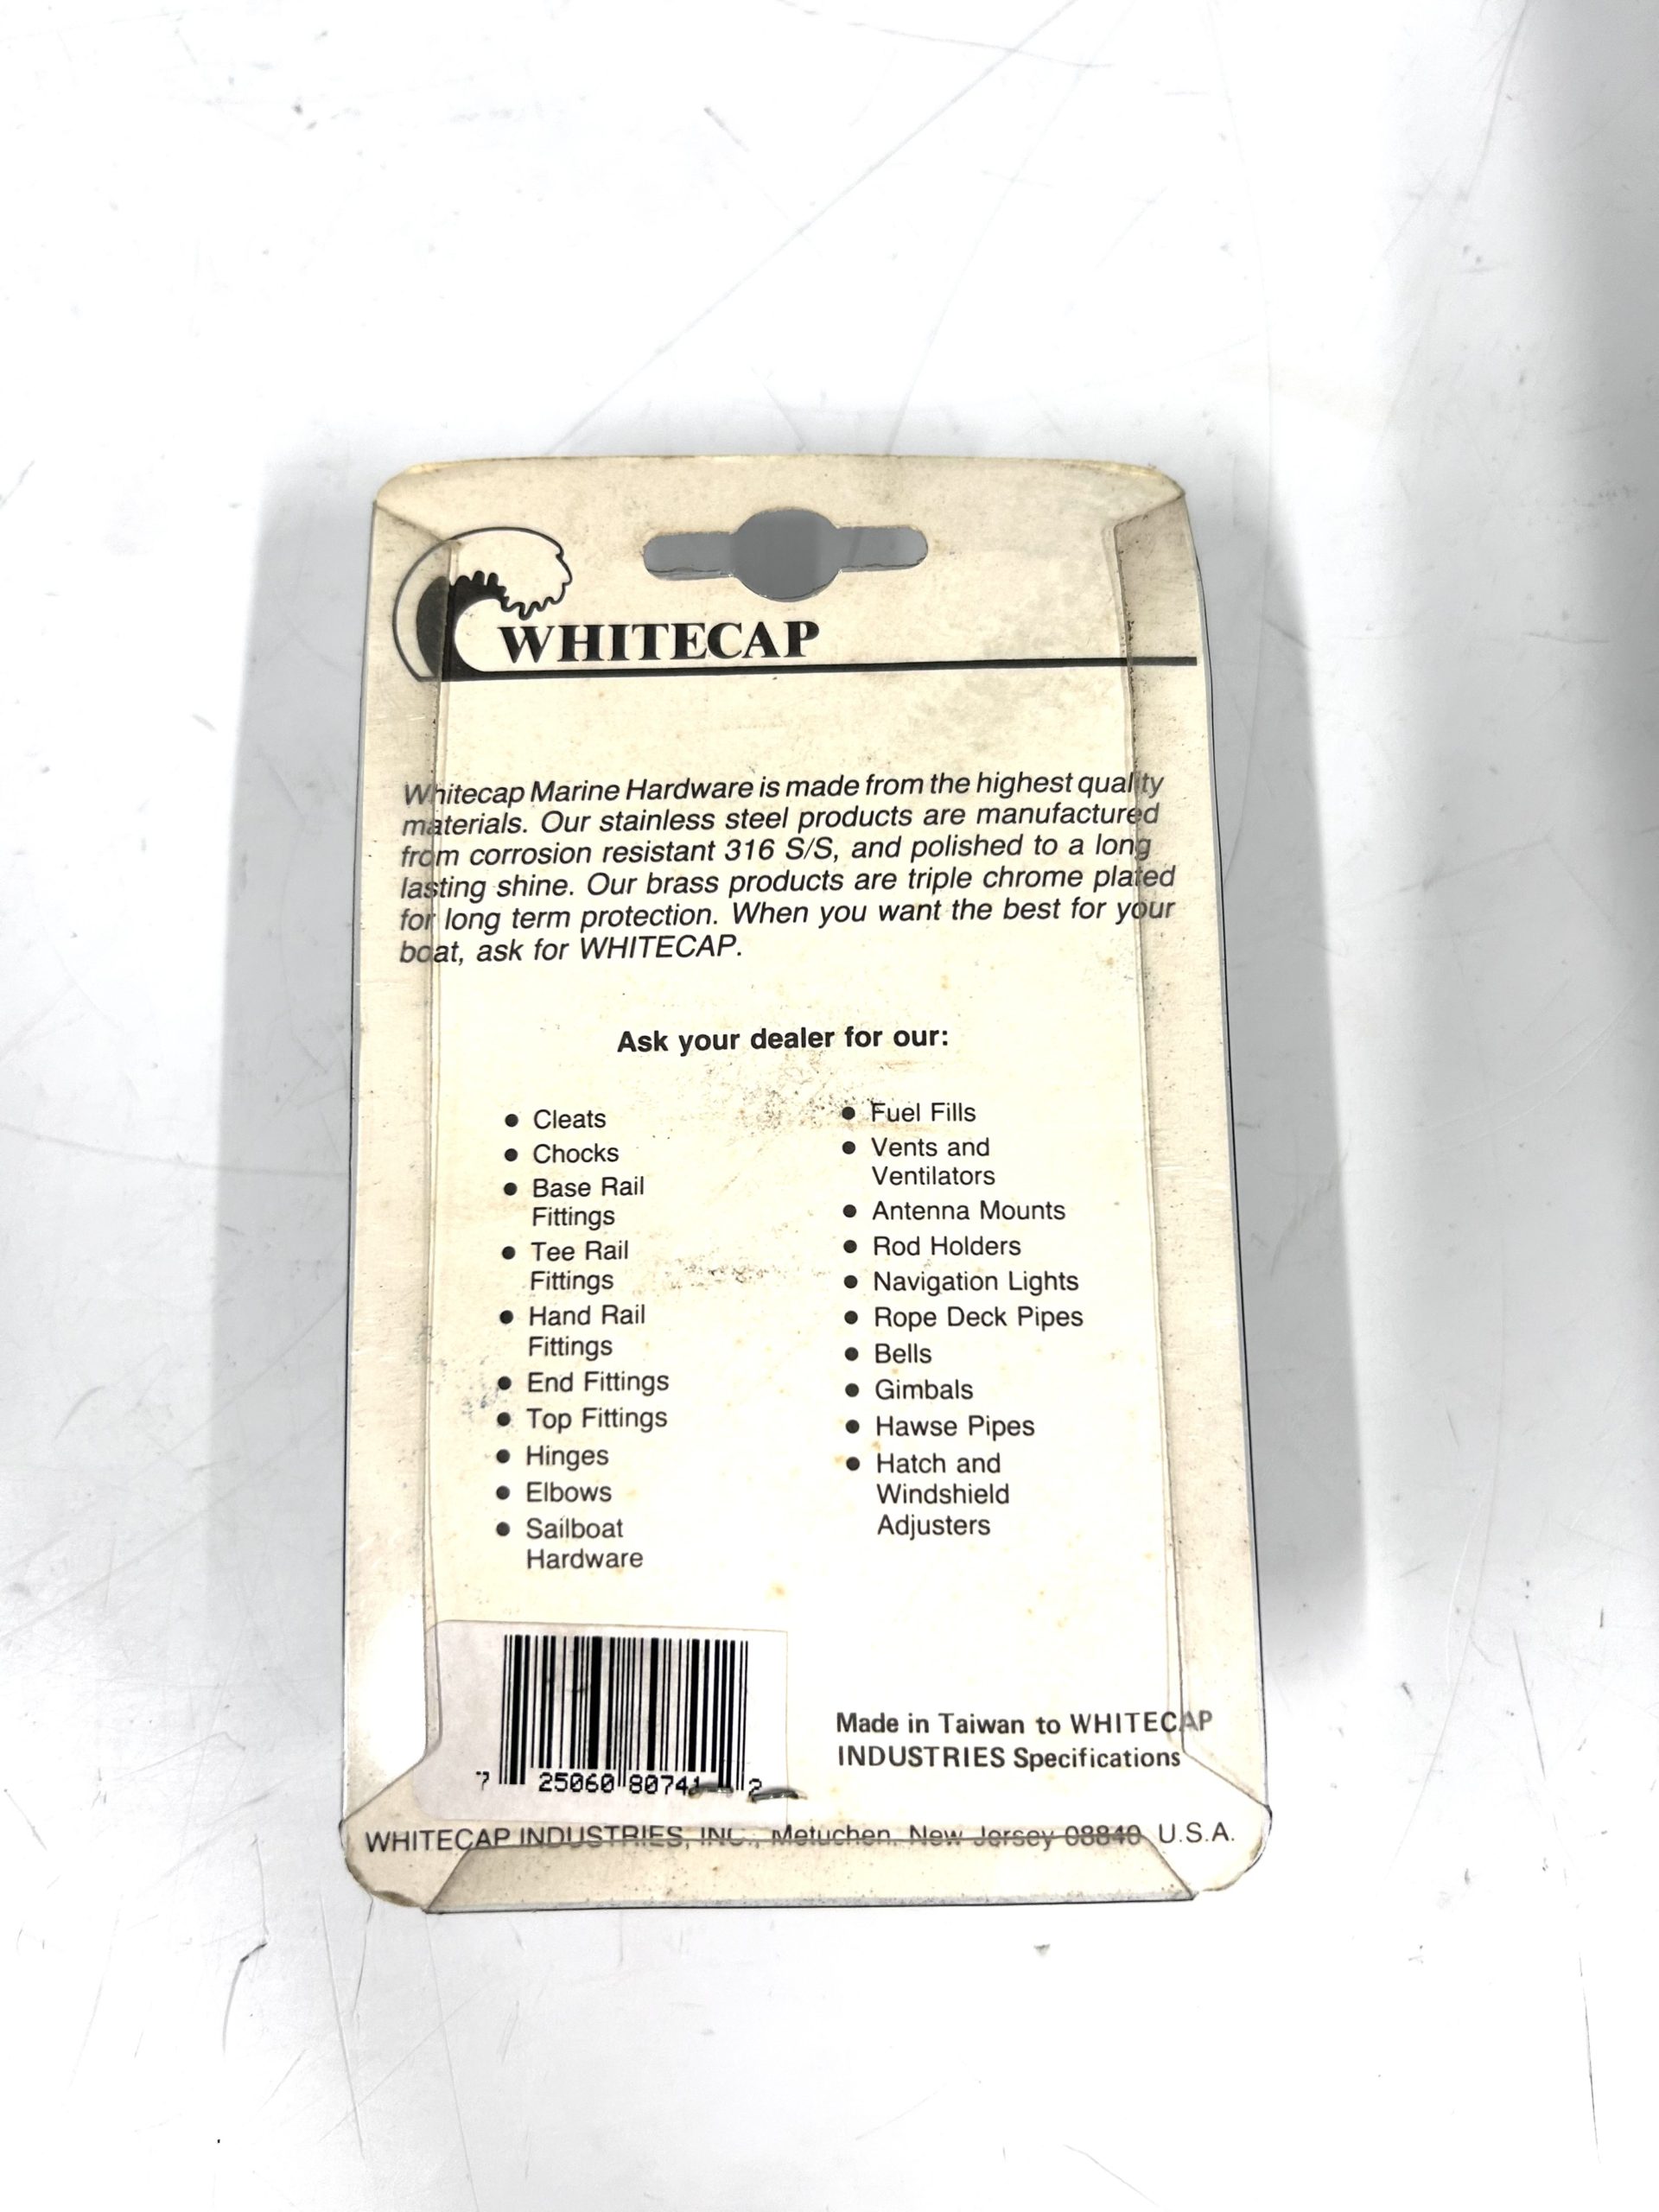 WHITECAP
Whitecap Marine Hardware is made from the highest quality
materials. Our stainless steel products are manufactured
from corrosion resistant 316 S/S, and polished to a long
lasting shine. Our brass products are triple chrome plated
for long term protection. When you want the best for your
boat, ask for WHITECAP.
Ask your dealer for our:
• Cleats
• Chocks
• Base Rail
Fittings
• Tee Rail
Fittings
• Hand Rail
Fittings
• End Fittings
• Top Fittings
• Hinges
• Elbows
• Sailboat
Hardware
• Fuel Fills
• Vents and
Ventilators
• Antenna Mounts
• Rod Holders
• Navigation Lights
• Rope Deck Pipes
• Bells
• Gimbals
• Hawse Pipes
• Hatch and
Windshield
Adjusters
7 25060 80741 2
Made in Taiwan to WHITECAP
INDUSTRIES Specifications
WHITECAP INDUSTRIES, INC., Metuchen, New Jersey 08840 U.S.A.